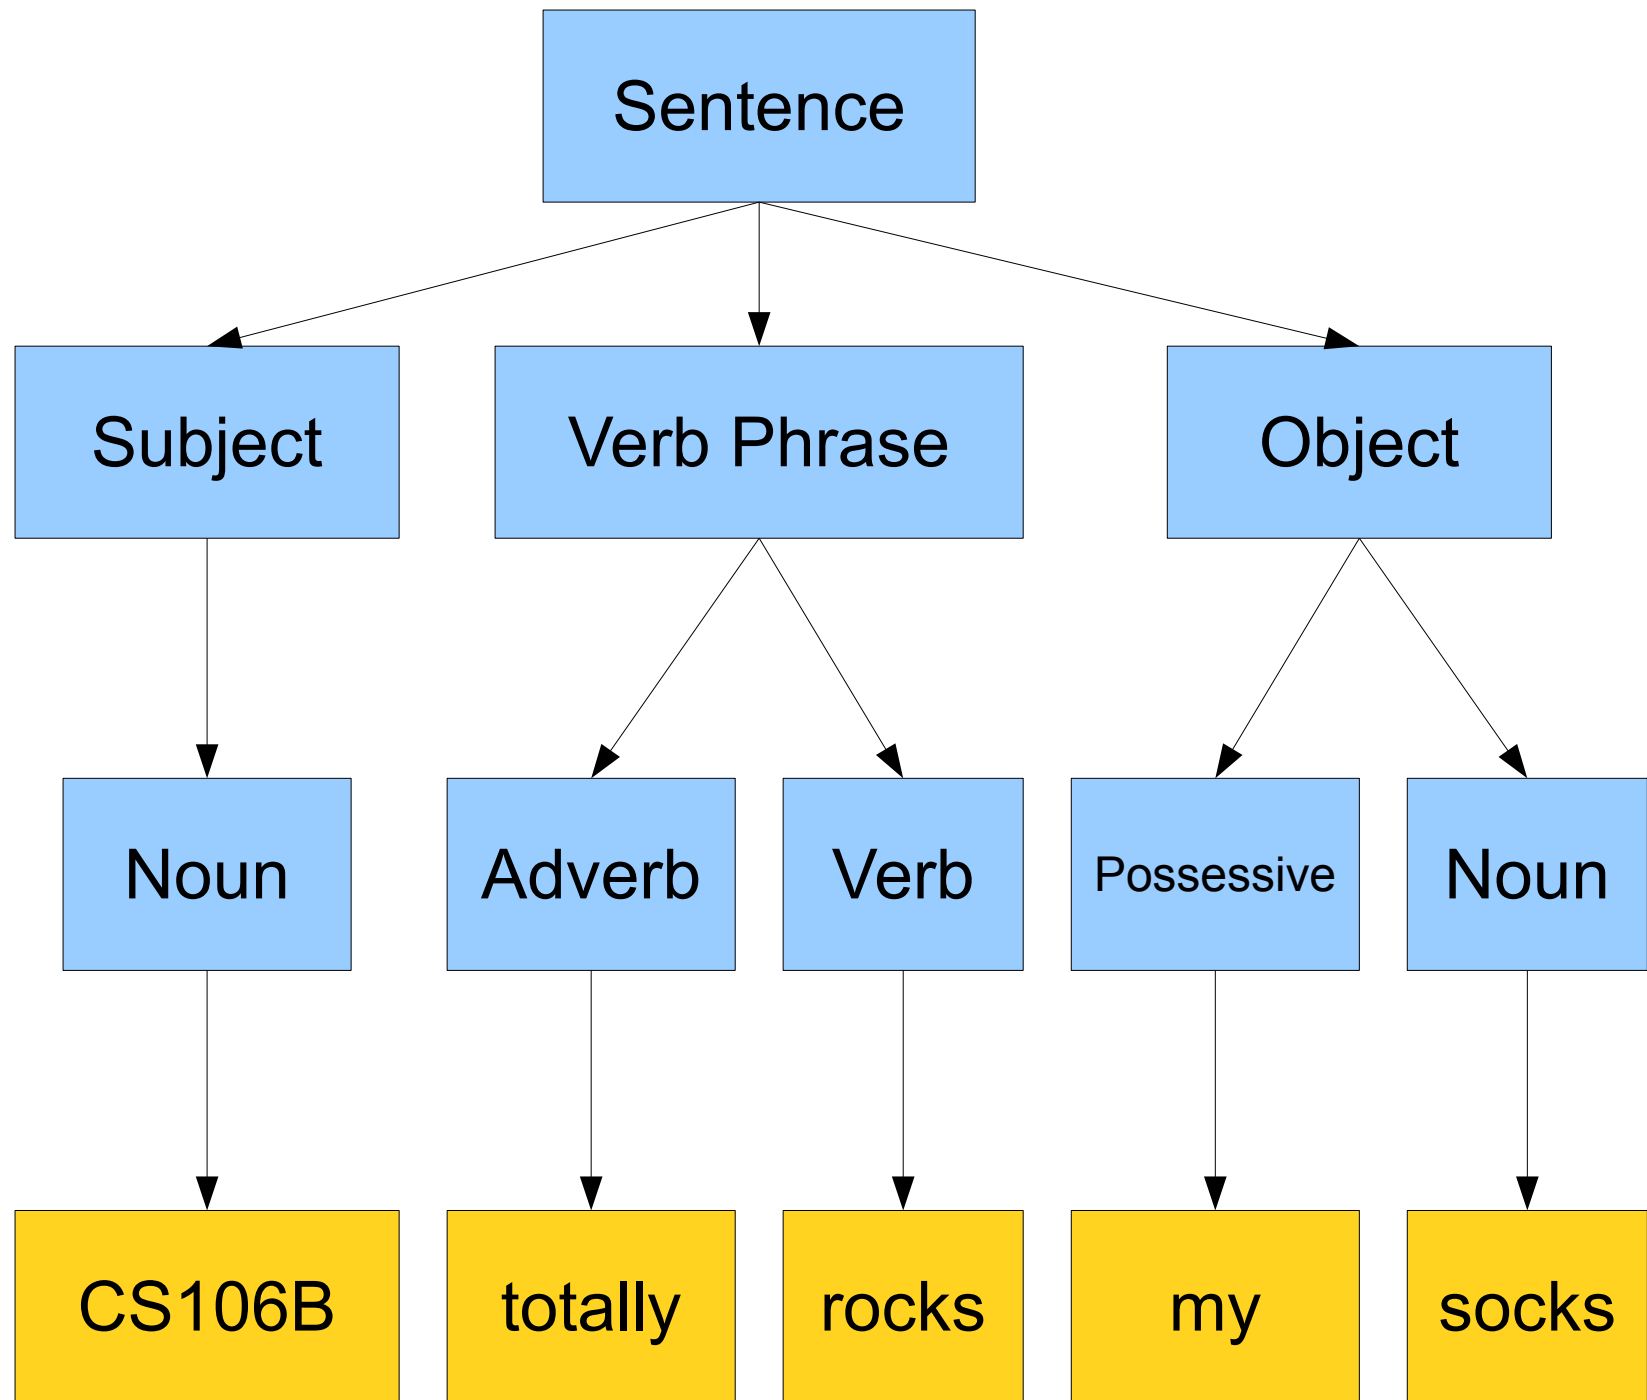 Sentence
Subject Verb Phrase Object
Noun Adverb Verb Possessive Noun
CS106B totally rocks my socks